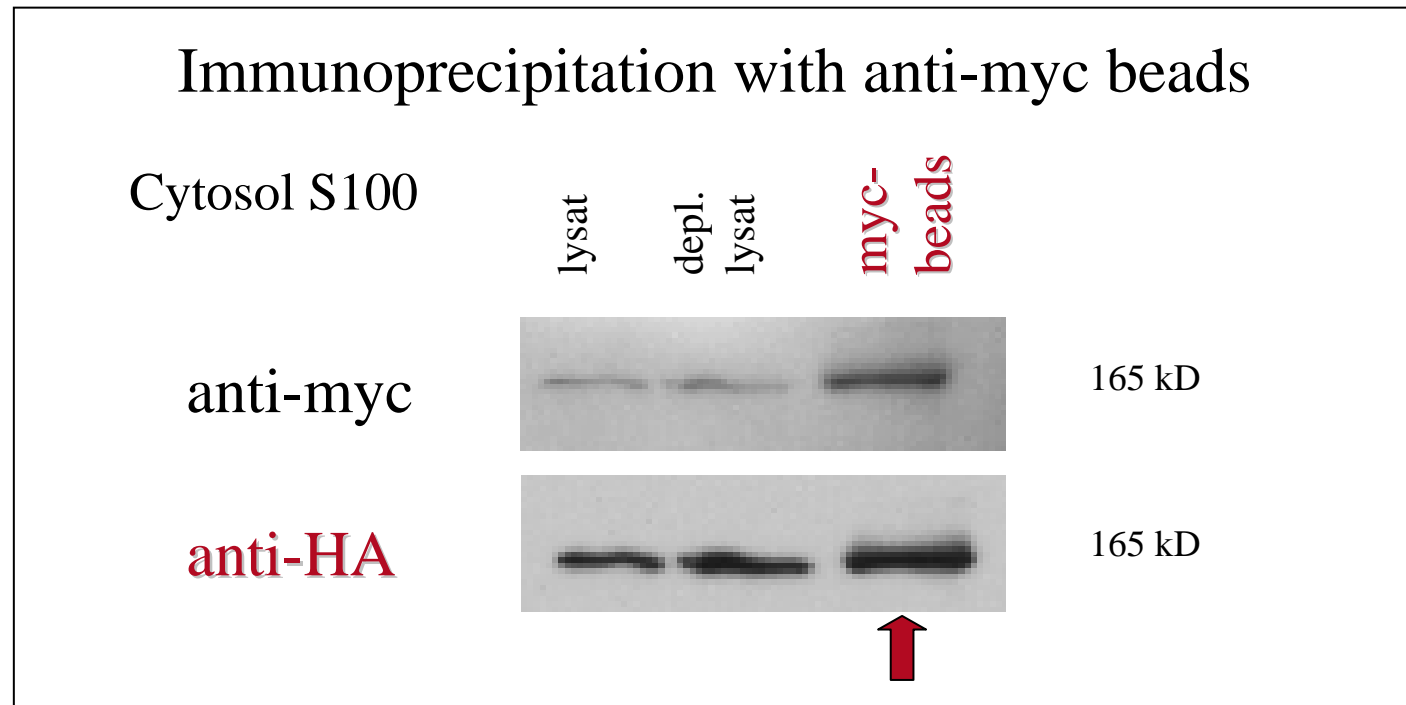 Immunoprecipitation with anti-myc beads
Cytosol S100
lysat
depl.
lysat
myc-
beads
anti-myc
165 kD
anti-HA
165 kD